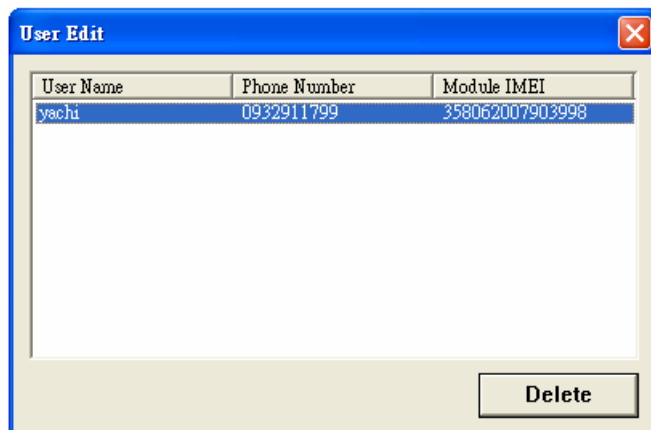 User Edit
User Name Phone Number Module IMEI
yachi 0932911799 358062007903998
Delete